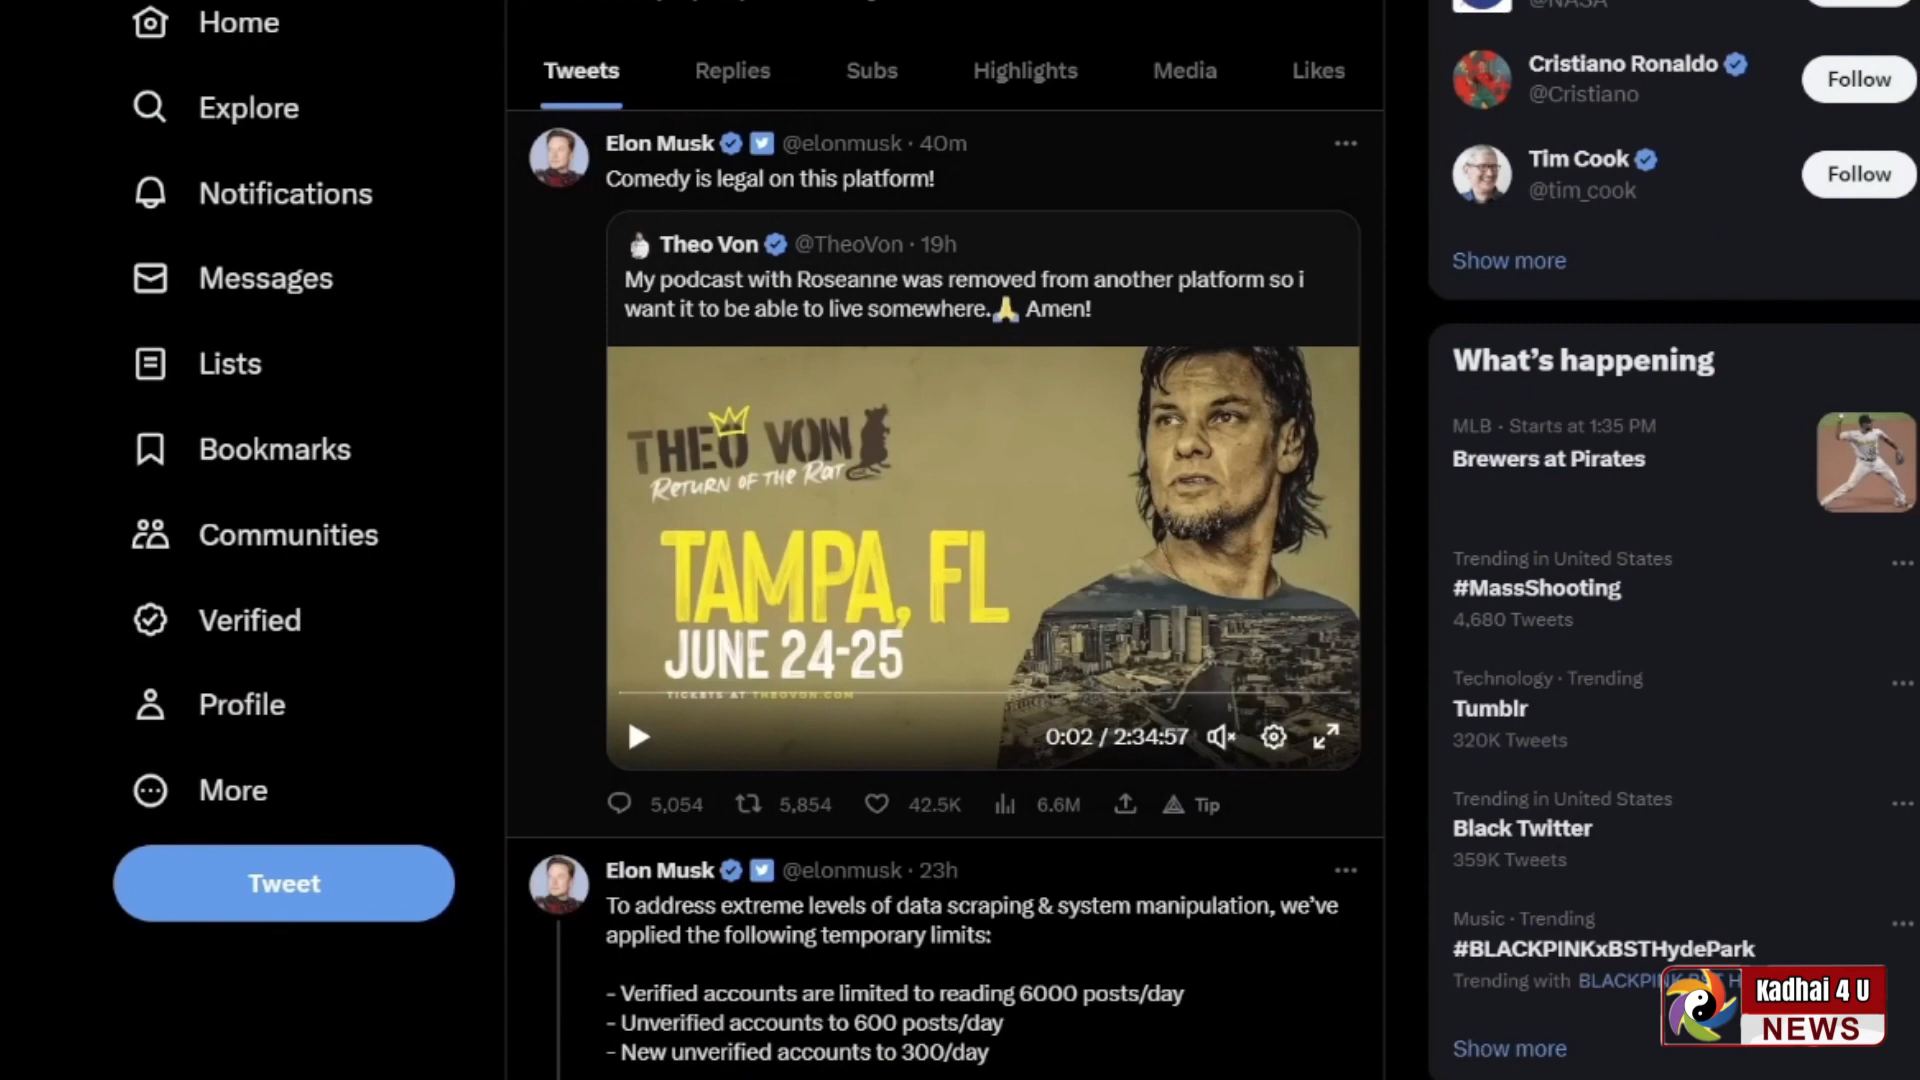 Home
Explore
Notifications
Messages
Lists
Bookmarks
Communities
Verified
Profile
More
Tweet
Tweets Replies Subs Highlights Media Likes
Elon Musk @elonmusk · 40m
Comedy is legal on this platform!
Theo Von @TheoVon · 19h
My podcast with Roseanne was removed from another platform so i
want it to be able to live somewhere.🙏 Amen!
THEO VON
RETURN OF THE RAT
TAMPA, FL
JUNE 24-25
TICKETS AT THEOVON.COM
0:02 / 2:34:57
5,054 5,854 42.5K 6.6M Tip
Elon Musk @elonmusk · 23h
To address extreme levels of data scraping & system manipulation, we've
applied the following temporary limits:
- Verified accounts are limited to reading 6000 posts/day
- Unverified accounts to 600 posts/day
- New unverified accounts to 300/day
@NASA
Cristiano Ronaldo
@Cristiano
Follow
Tim Cook
@tim_cook
Follow
Show more
What's happening
MLB · Starts at 1:35 PM
Brewers at Pirates
Trending in United States
#MassShooting
4,680 Tweets
Technology · Trending
Tumblr
320K Tweets
Trending in United States
Black Twitter
359K Tweets
Music · Trending
#BLACKPINKxBSTHydePark
Trending with BLACKPINK BST H
Show more
Kadhai 4 U
NEWS